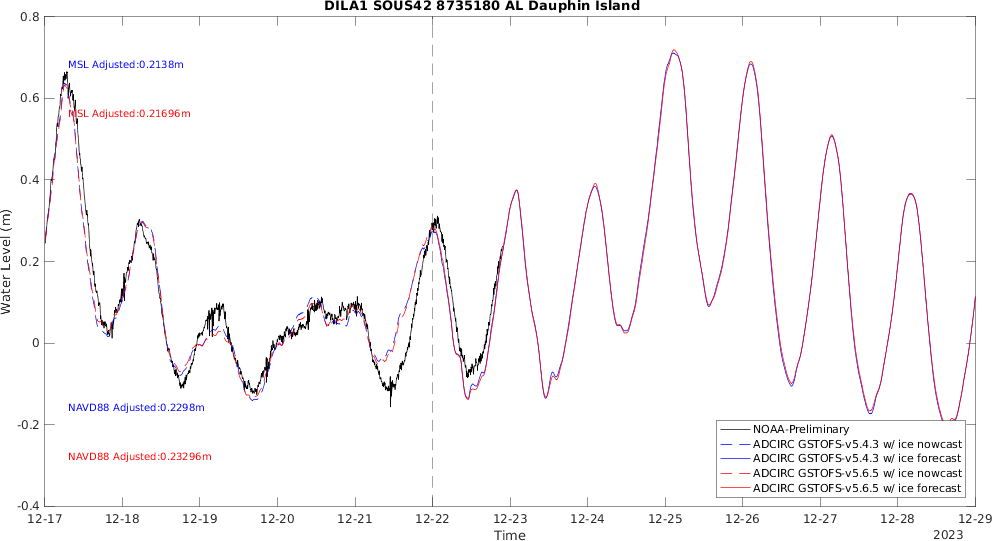 DILA1 SOUS42 8735180 AL Dauphin Island
0.8
0.6
0.4
0.2
0
-0.2
-0.4
Water Level (m)
MSL Adjusted:0.2138m
MSL Adjusted:0.21696m
NAVD88 Adjusted:0.2298m
NAVD88 Adjusted:0.23296m
NOAA-Preliminary
ADCIRC GSTOFS-v5.4.3 w/ ice nowcast
ADCIRC GSTOFS-v5.4.3 w/ ice forecast
ADCIRC GSTOFS-v5.6.5 w/ ice nowcast
ADCIRC GSTOFS-v5.6.5 w/ ice forecast
12-17 12-18 12-19 12-20 12-21 12-22 12-23 12-24 12-25 12-26 12-27 12-28 12-29
Time
2023